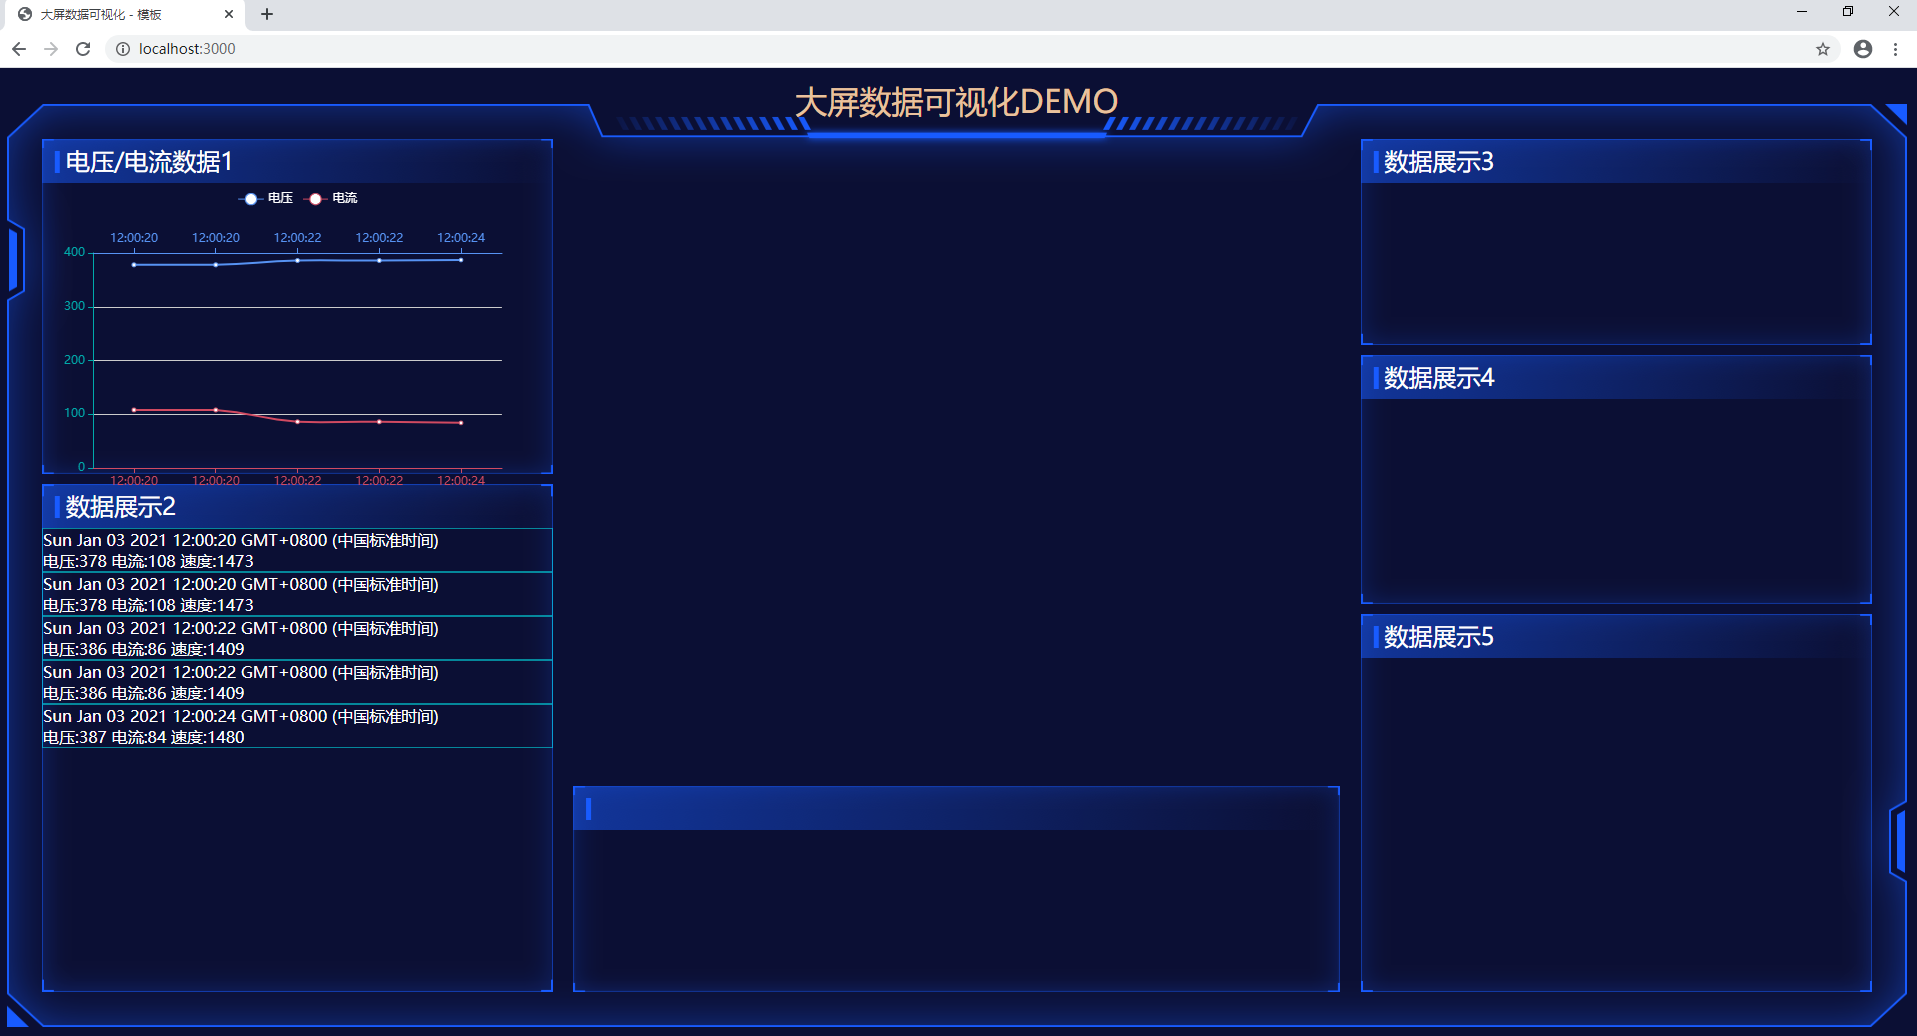 大屏数据可视化 - 模板
localhost:3000
大屏数据可视化DEMO
电压/电流数据1
电压 电流
12:00:20 12:00:20 12:00:22 12:00:22 12:00:24
400
300
200
100
0
12:00:20 12:00:20 12:00:22 12:00:22 12:00:24
数据展示2
Sun Jan 03 2021 12:00:20 GMT+0800 (中国标准时间)
电压:378 电流:108 速度:1473
Sun Jan 03 2021 12:00:20 GMT+0800 (中国标准时间)
电压:378 电流:108 速度:1473
Sun Jan 03 2021 12:00:22 GMT+0800 (中国标准时间)
电压:386 电流:86 速度:1409
Sun Jan 03 2021 12:00:22 GMT+0800 (中国标准时间)
电压:386 电流:86 速度:1409
Sun Jan 03 2021 12:00:24 GMT+0800 (中国标准时间)
电压:387 电流:84 速度:1480
数据展示3
数据展示4
数据展示5